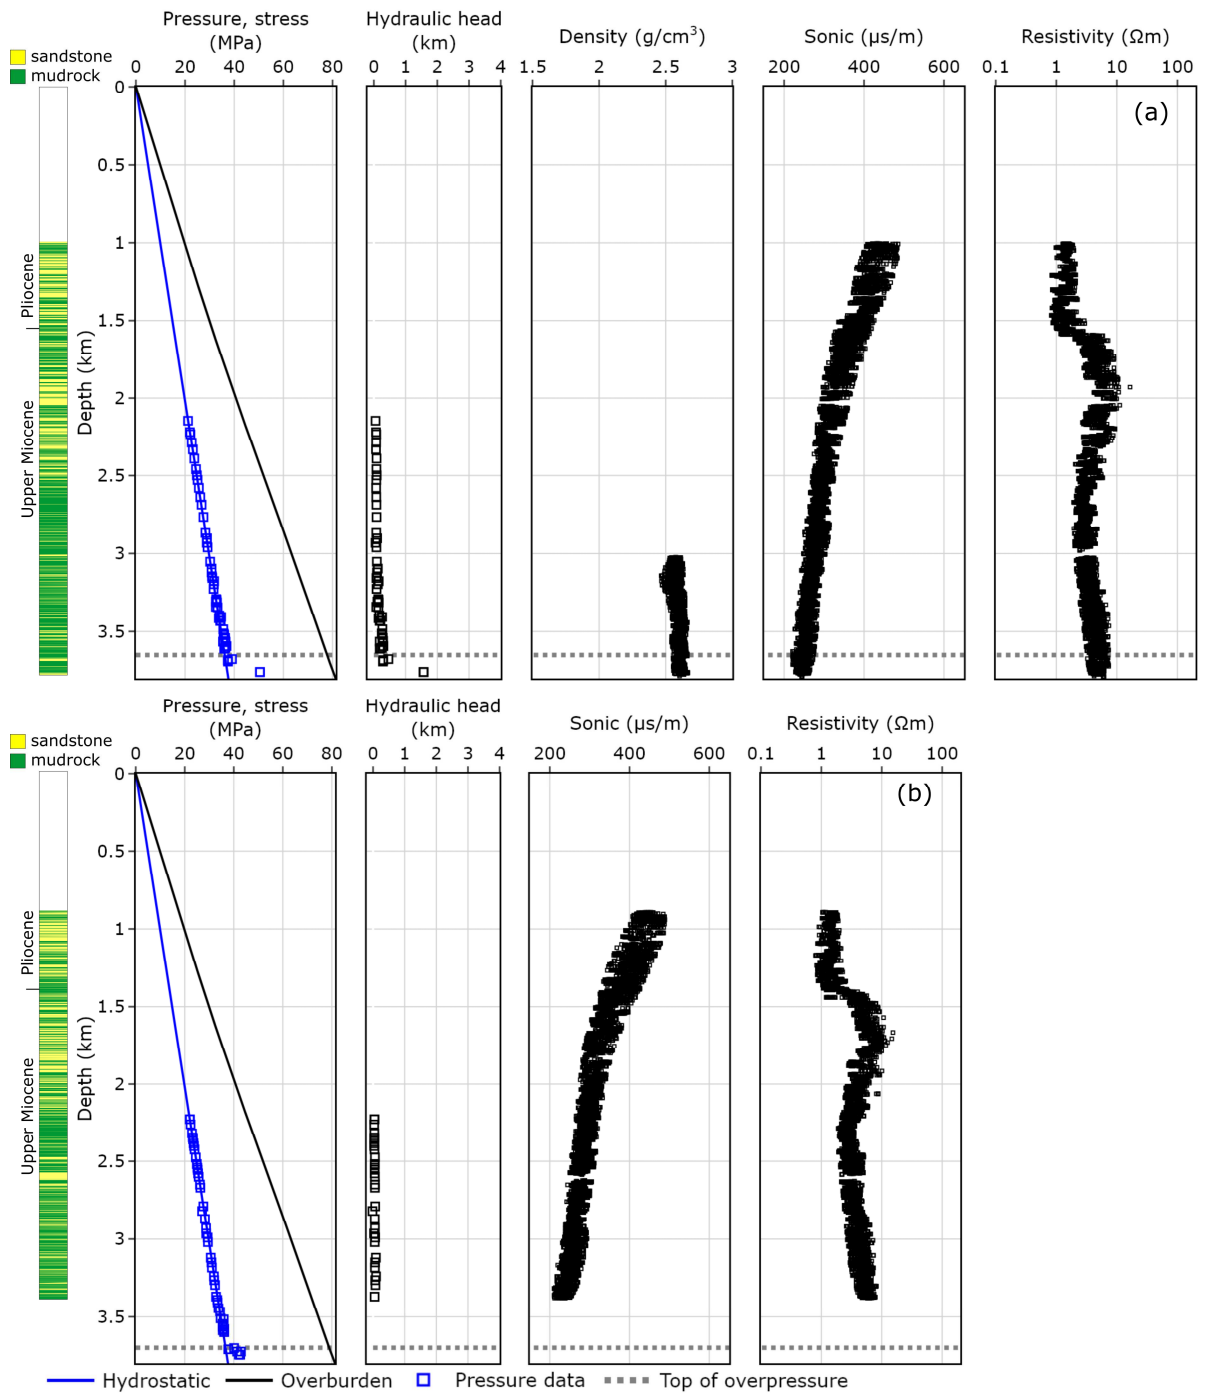 Pressure, stress
(MPa)
Hydraulic head
(km)
Density (g/cm³)
Sonic (μs/m)
Resistivity (Ωm)
sandstone
mudrock
0 20 40 60 80
0 1 2 3 4
1.5 2 2.5 3
200 400 600
0.1 1 10 100
(a)
0
0.5
1
1.5
2
2.5
3
3.5
Depth (km)
Pliocene
Upper Miocene
Pressure, stress
(MPa)
Hydraulic head
(km)
Sonic (μs/m)
Resistivity (Ωm)
sandstone
mudrock
0 20 40 60 80
0 1 2 3 4
200 400 600
0.1 1 10 100
(b)
0
0.5
1
1.5
2
2.5
3
3.5
Depth (km)
Pliocene
Upper Miocene
Hydrostatic Overburden Pressure data Top of overpressure